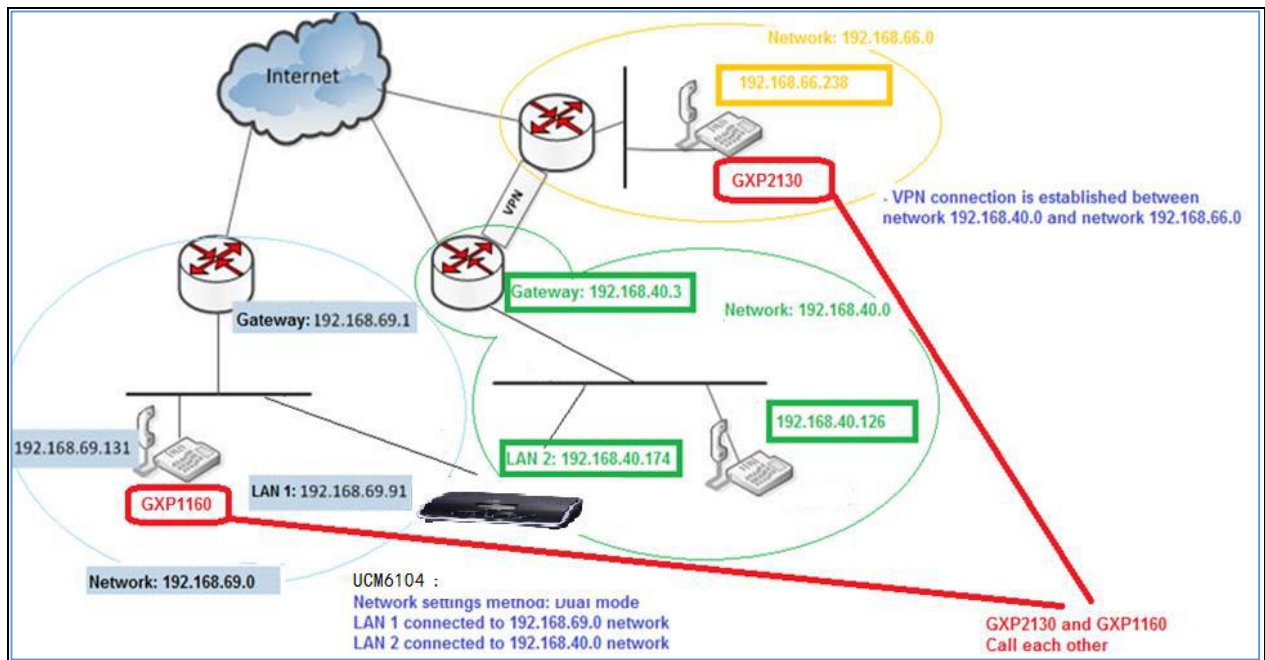 Network: 192.168.66.0
Internet
192.168.66.238
GXP2130
VPN
- VPN connection is established between
network 192.168.40.0 and network 192.168.66.0
Gateway: 192.168.40.3
Network: 192.168.40.0
Gateway: 192.168.69.1
192.168.40.126
192.168.69.131
LAN 2: 192.168.40.174
LAN 1: 192.168.69.91
GXP1160
Network: 192.168.69.0
UCM6104 :
Network settings method: Dual mode
LAN 1 connected to 192.168.69.0 network
LAN 2 connected to 192.168.40.0 network
GXP2130 and GXP1160
Call each other